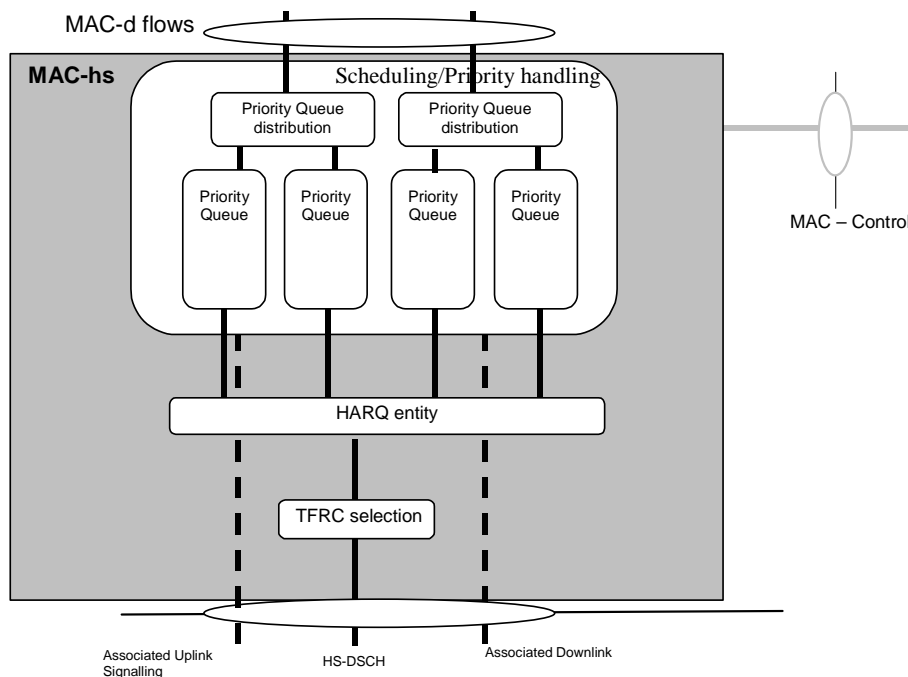 MAC-d flows
MAC-hs
Scheduling/Priority handling
Priority Queue
distribution
Priority Queue
distribution
Priority
Queue
Priority
Queue
Priority
Queue
Priority
Queue
MAC – Control
HARQ entity
TFRC selection
Associated Uplink
Signalling
HS-DSCH
Associated Downlink